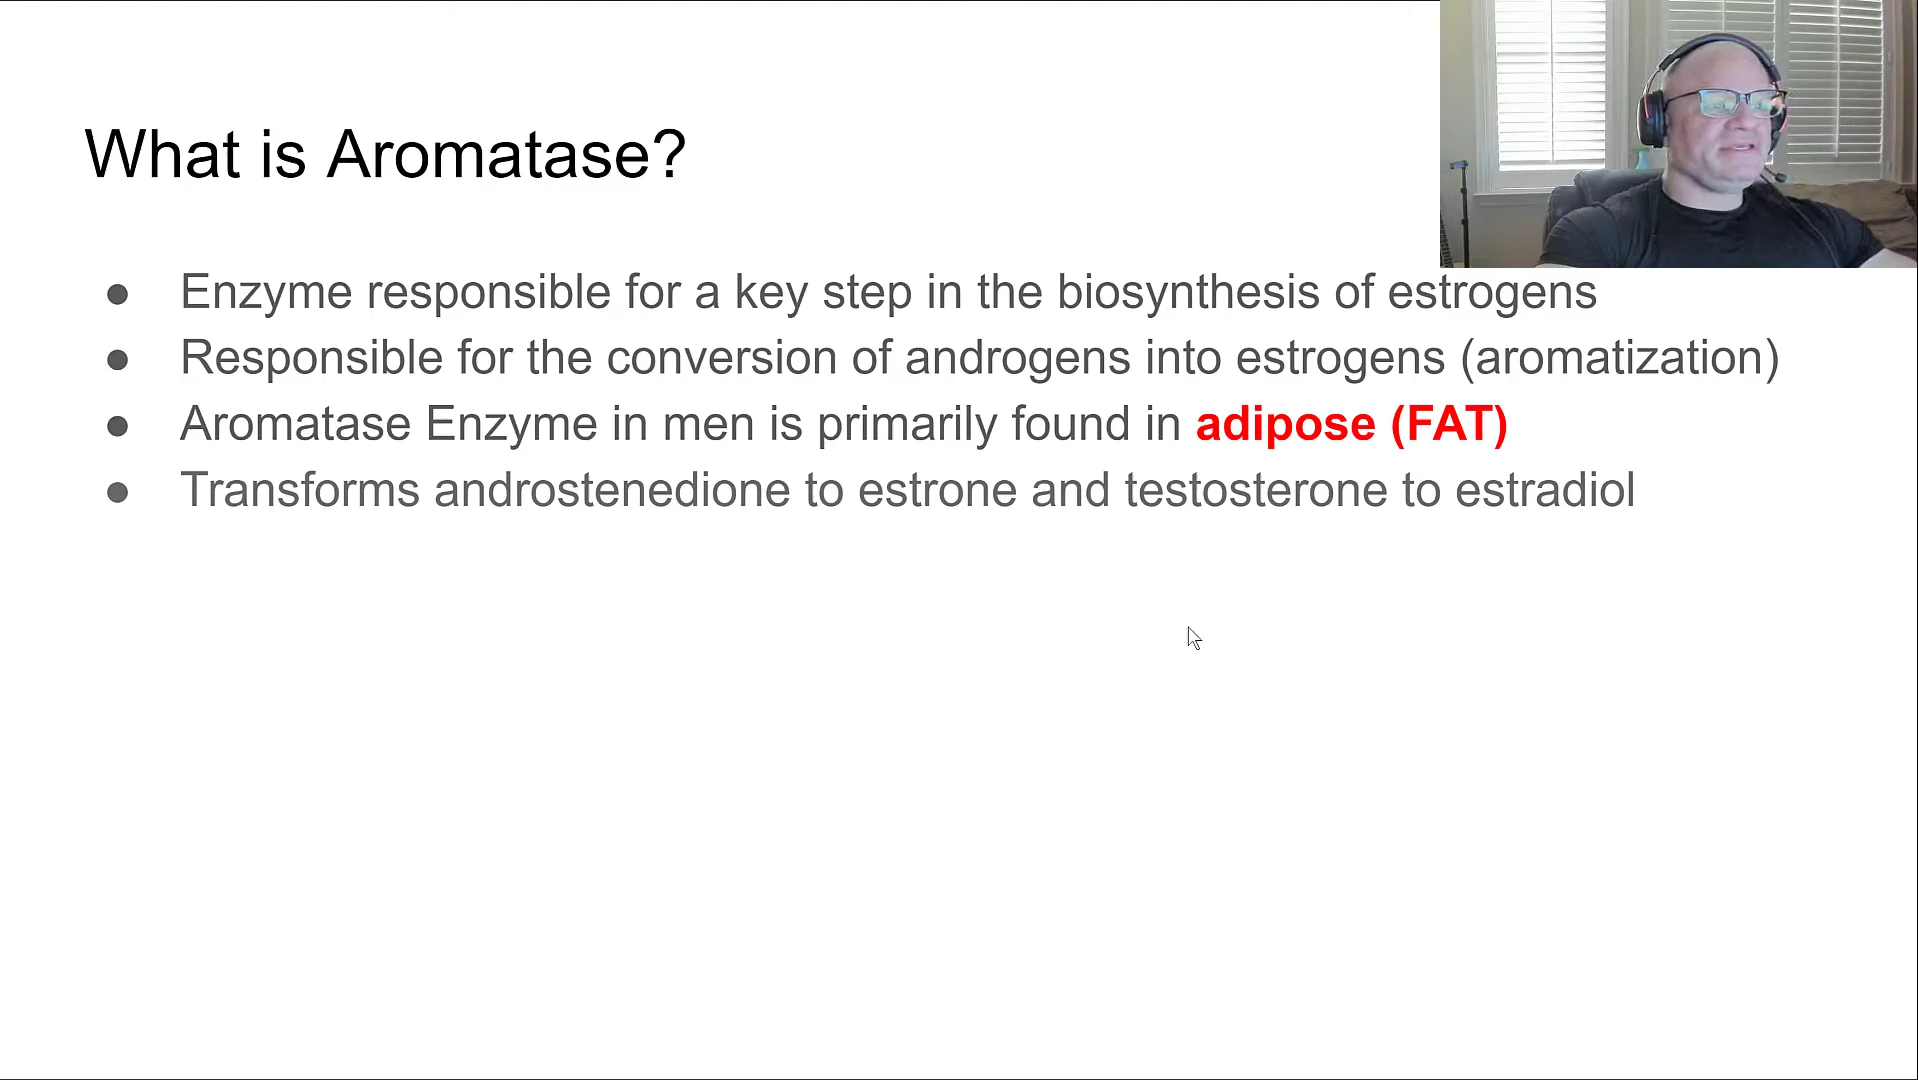 What is Aromatase?
● Enzyme responsible for a key step in the biosynthesis of estrogens
● Responsible for the conversion of androgens into estrogens (aromatization)
● Aromatase Enzyme in men is primarily found in adipose (FAT)
● Transforms androstenedione to estrone and testosterone to estradiol